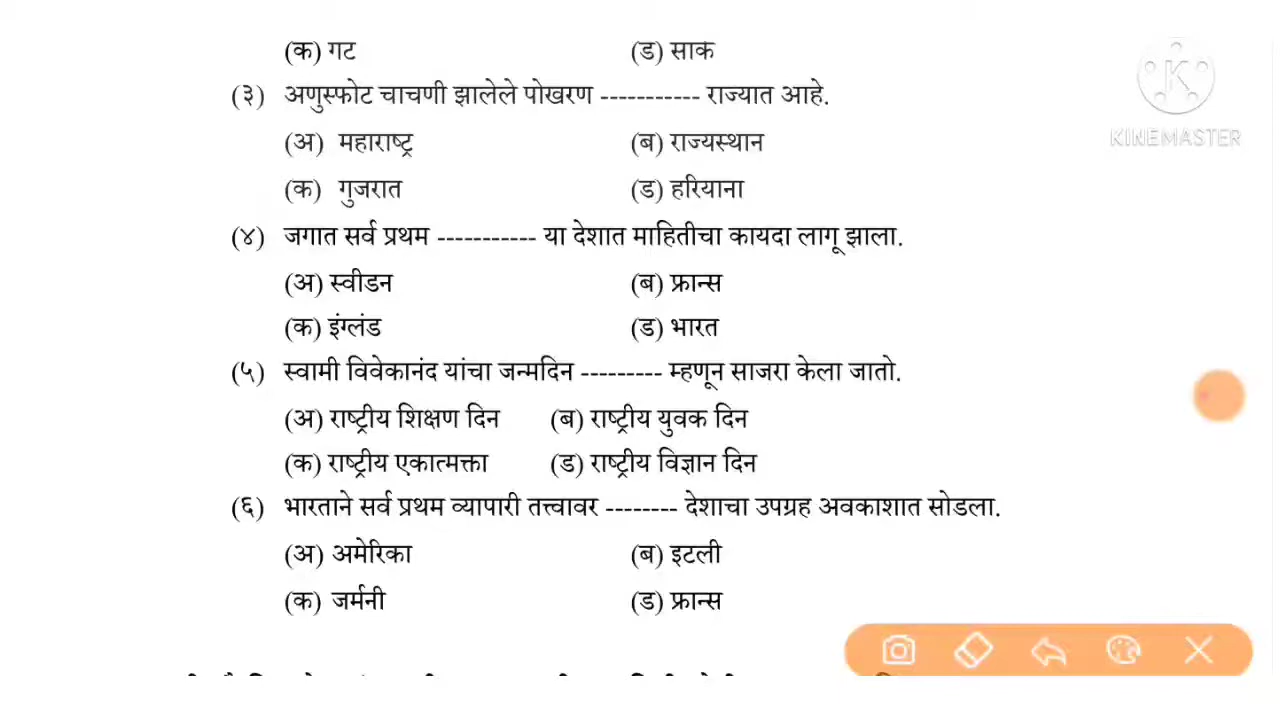 (क) गट (ड) सार्क
(३) अणुस्फोट चाचणी झालेले पोखरण ----------- राज्यात आहे.
(अ) महाराष्ट्र (ब) राज्यस्थान
(क) गुजरात (ड) हरियाना
(४) जगात सर्व प्रथम ----------- या देशात माहितीचा कायदा लागू झाला.
(अ) स्वीडन (ब) फ्रान्स
(क) इंग्लंड (ड) भारत
(५) स्वामी विवेकानंद यांचा जन्मदिन --------- म्हणून साजरा केला जातो.
(अ) राष्ट्रीय शिक्षण दिन (ब) राष्ट्रीय युवक दिन
(क) राष्ट्रीय एकात्मक्ता (ड) राष्ट्रीय विज्ञान दिन
(६) भारताने सर्व प्रथम व्यापारी तत्त्वावर -------- देशाचा उपग्रह अवकाशात सोडला.
(अ) अमेरिका (ब) इटली
(क) जर्मनी (ड) फ्रान्स
K
KINEMASTER